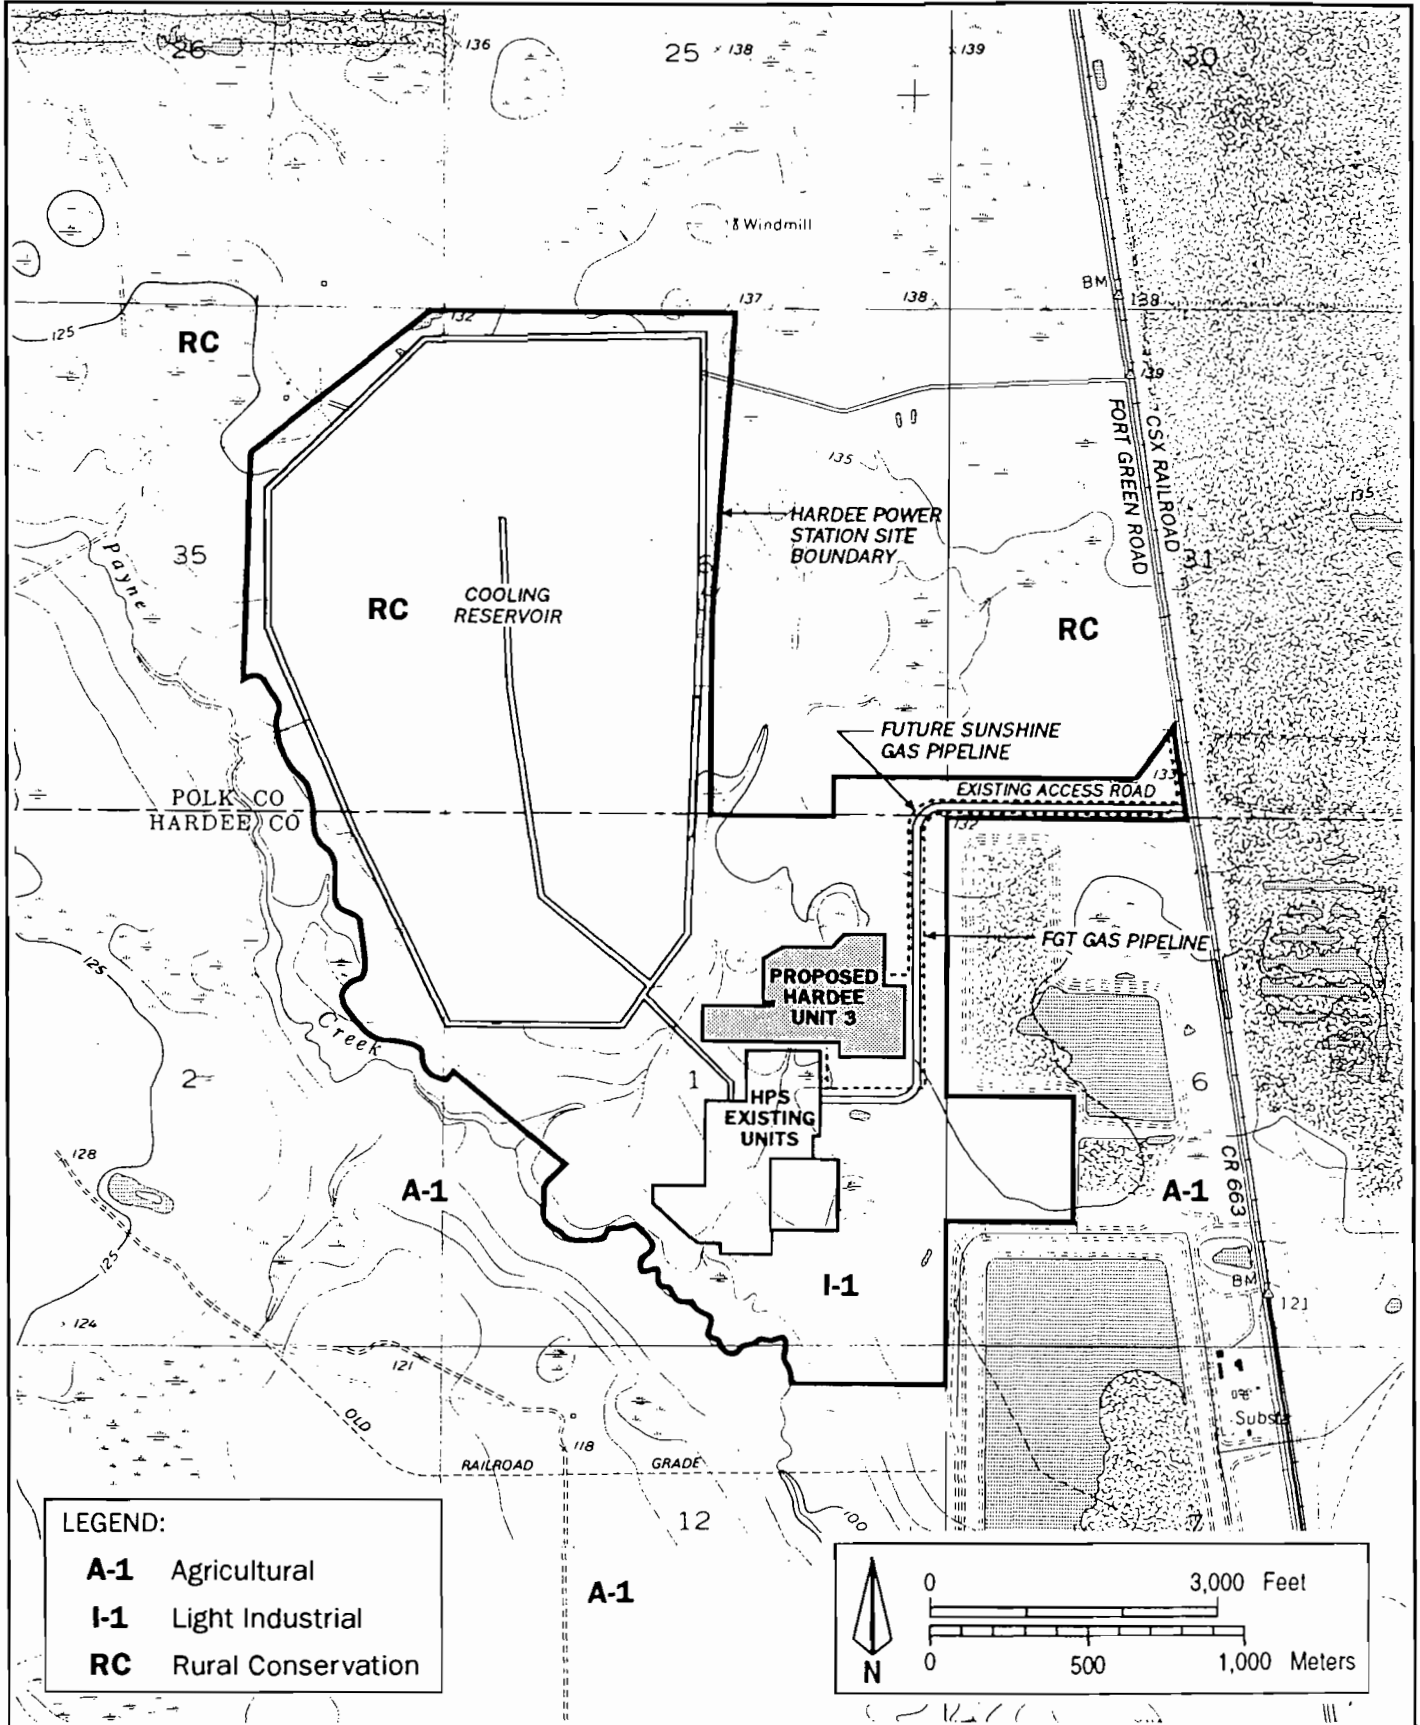 26
136
25
138
139
30
Windmill
BM
138
137
138
132
125
RC
139
FORT GREEN ROAD
CSX RAILROAD
135
135
HARDEE POWER
STATION SITE
BOUNDARY
35
31
Payne
RC
COOLING
RESERVOIR
RC
FUTURE SUNSHINE
GAS PIPELINE
133
EXISTING ACCESS ROAD
POLK CO
HARDEE CO
132
FGT GAS PIPELINE
125
PROPOSED
HARDEE
UNIT 3
Creek
2
1
6
HPS
EXISTING
UNITS
128
A-1
CR 663
A-1
125
I-1
BM
121
124
121
OLD
Substa
118
RAILROAD
GRADE
12
100
7
A-1
LEGEND:
A-1 Agricultural
I-1 Light Industrial
RC Rural Conservation
N
0 3,000 Feet
0 500 1,000 Meters